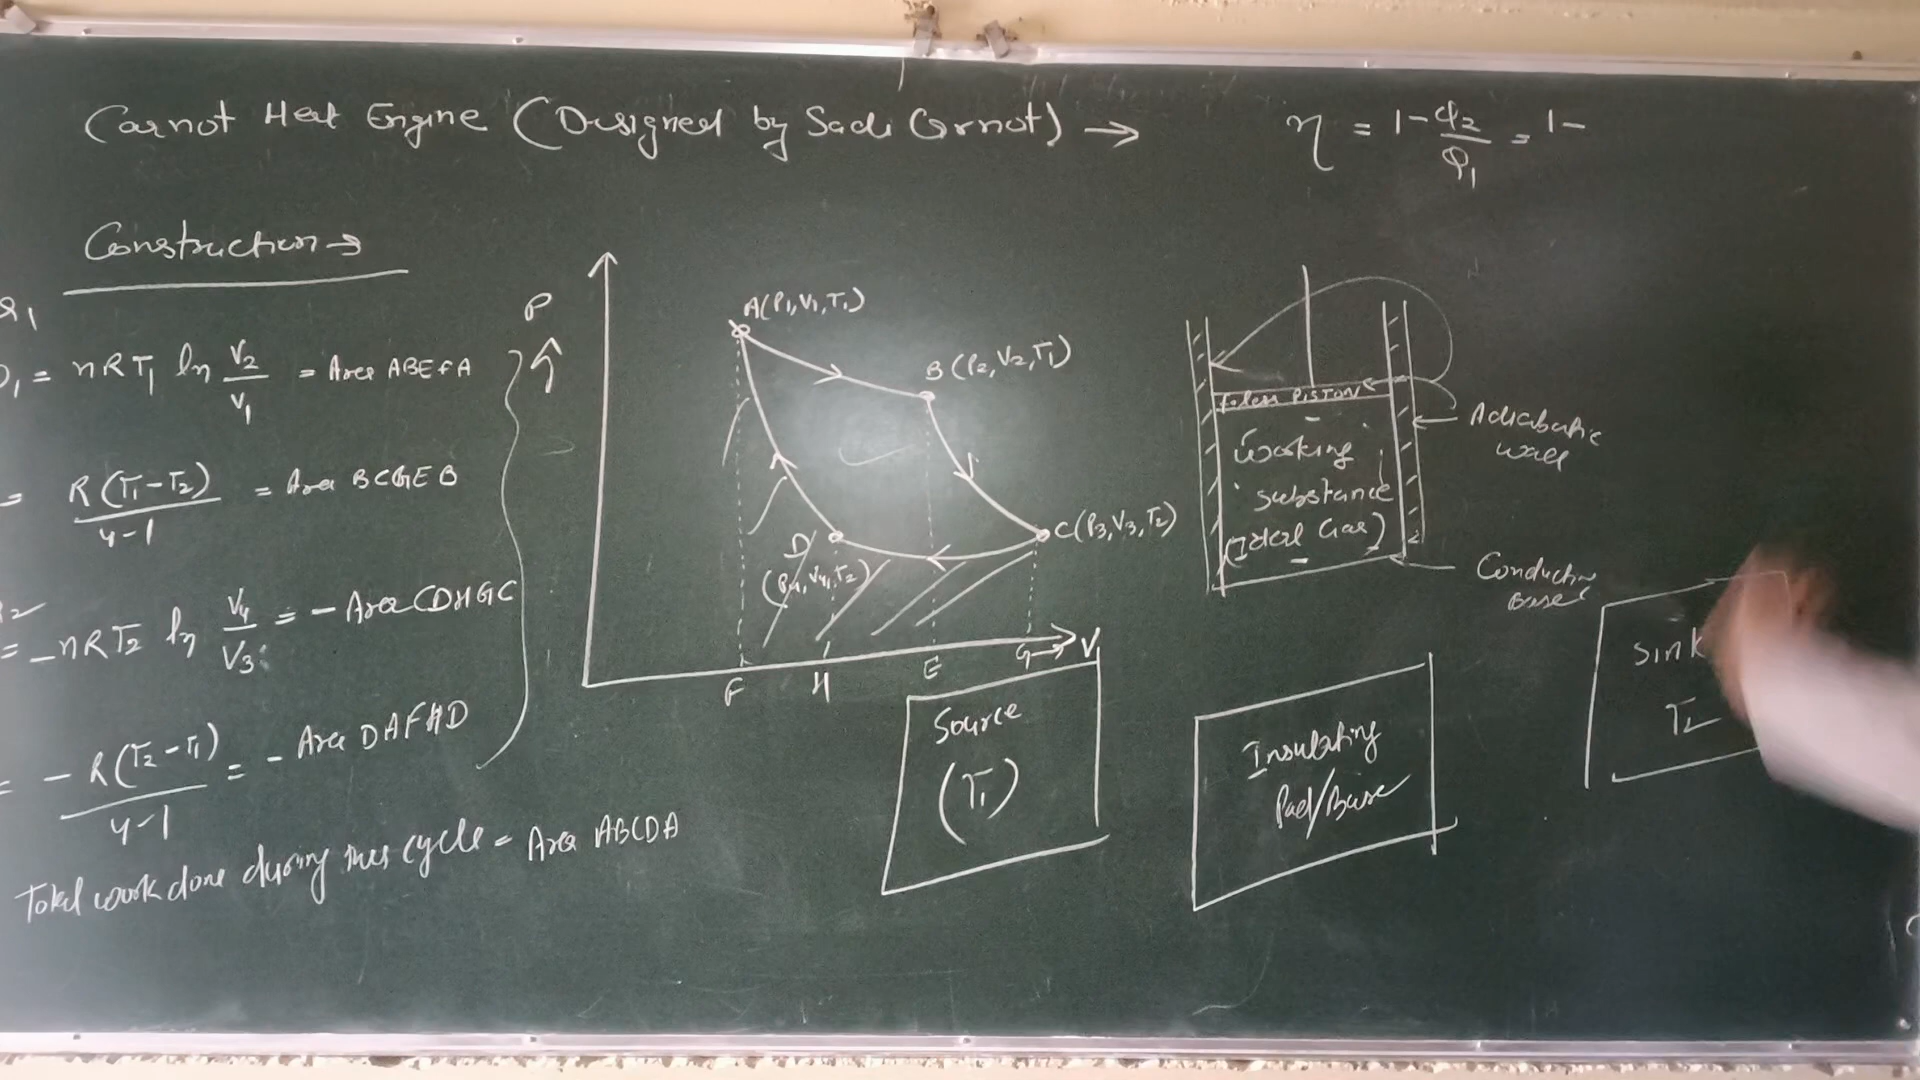 Carnot Heat Engine (Designed by Sadi Carnot) →
η = 1 - Q2/Q1 = 1 -
Construction →
Q1
= nRT1 ln V2/V1 = Area ABEFA
= R(T1-T2)/γ-1 = Area BCGEB
= -nRT2 ln V4/V3 = - Area CDHGC
= - R(T2-T1)/γ-1 = - Area DAFHD
Total work done during this cycle = Area ABCDA
P
A(P1,V1,T1)
B(P2,V2,T1)
C(P3,V3,T2)
D
(P4,V4,T2)
F H E G → V
PISTON
Working
substance
(Ideal Gas)
Adiabatic
wall
Conducting
Base
Source
(T1)
Insulating
Pad/Base
Sink
T2